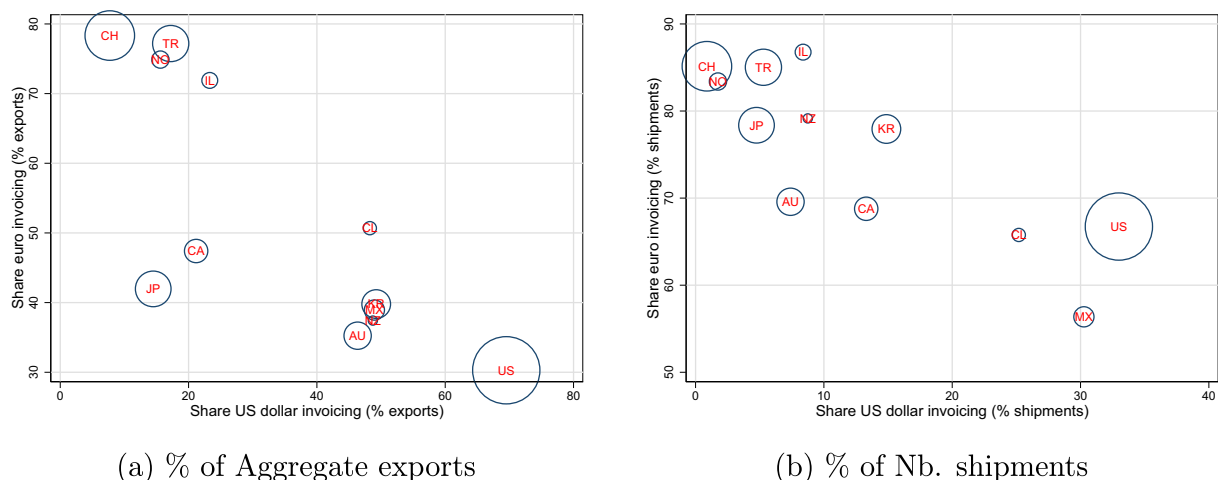 80
70
60
50
40
30
Share euro invoicing (% exports)
CH
TR
NO
IL
CL
CA
JP
KR
MX
NZ
AU
US
0 20 40 60 80
Share US dollar invoicing (% exports)
(a) % of Aggregate exports
90
80
70
60
50
Share euro invoicing (% shipments)
IL
CH
TR
NO
NZ
JP
KR
AU
CA
US
CL
MX
0 10 20 30 40
Share US dollar invoicing (% shipments)
(b) % of Nb. shipments